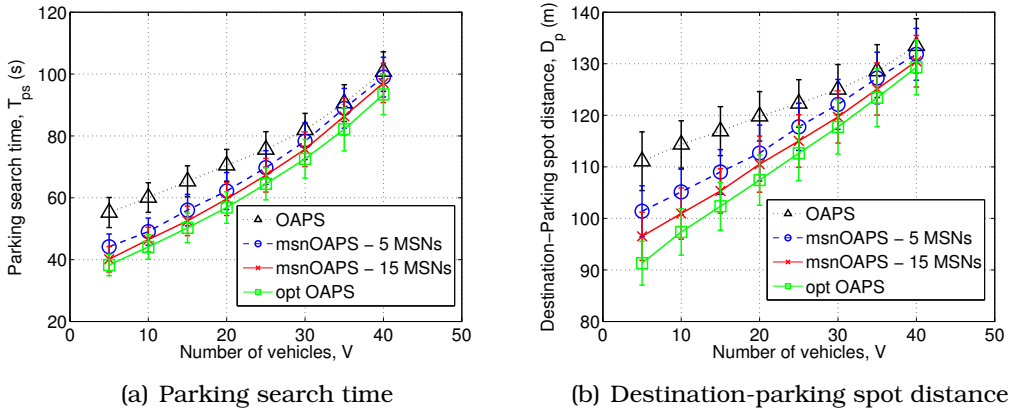 120
100
80
60
40
20
Parking search time, T_ps (s)
0 10 20 30 40 50
Number of vehicles, V
OAPS
msnOAPS – 5 MSNs
msnOAPS – 15 MSNs
opt OAPS
(a) Parking search time
140
130
120
110
100
90
80
Destination–Parking spot distance, D_p (m)
0 10 20 30 40 50
Number of vehicles, V
OAPS
msnOAPS – 5 MSNs
msnOAPS – 15 MSNs
opt OAPS
(b) Destination-parking spot distance